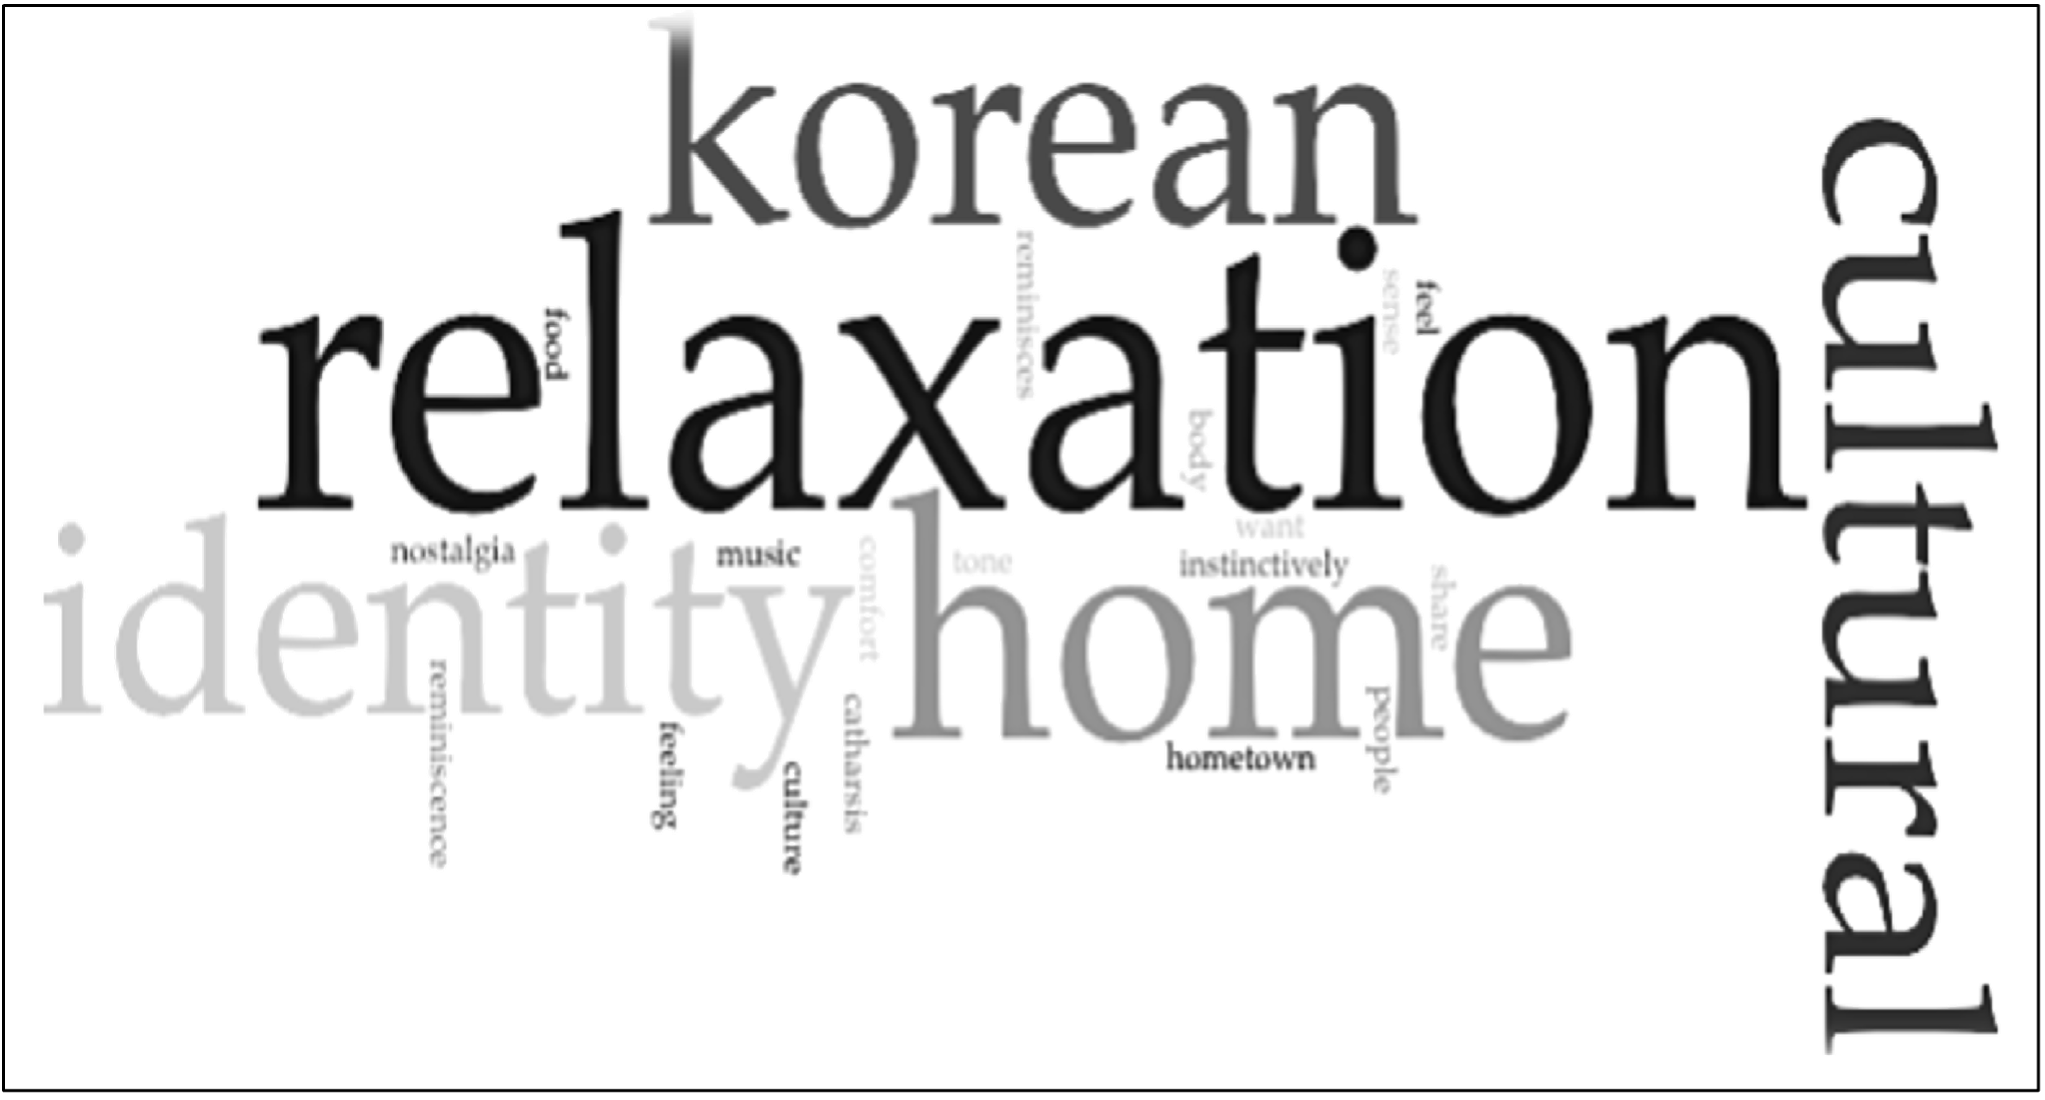 korean
cultural
relaxation
reminisces
sense
feel
food
body
identity
home
nostalgia
music
comfort
tone
want
instinctively
share
reminiscence
feeling
culture
catharsis
hometown
people